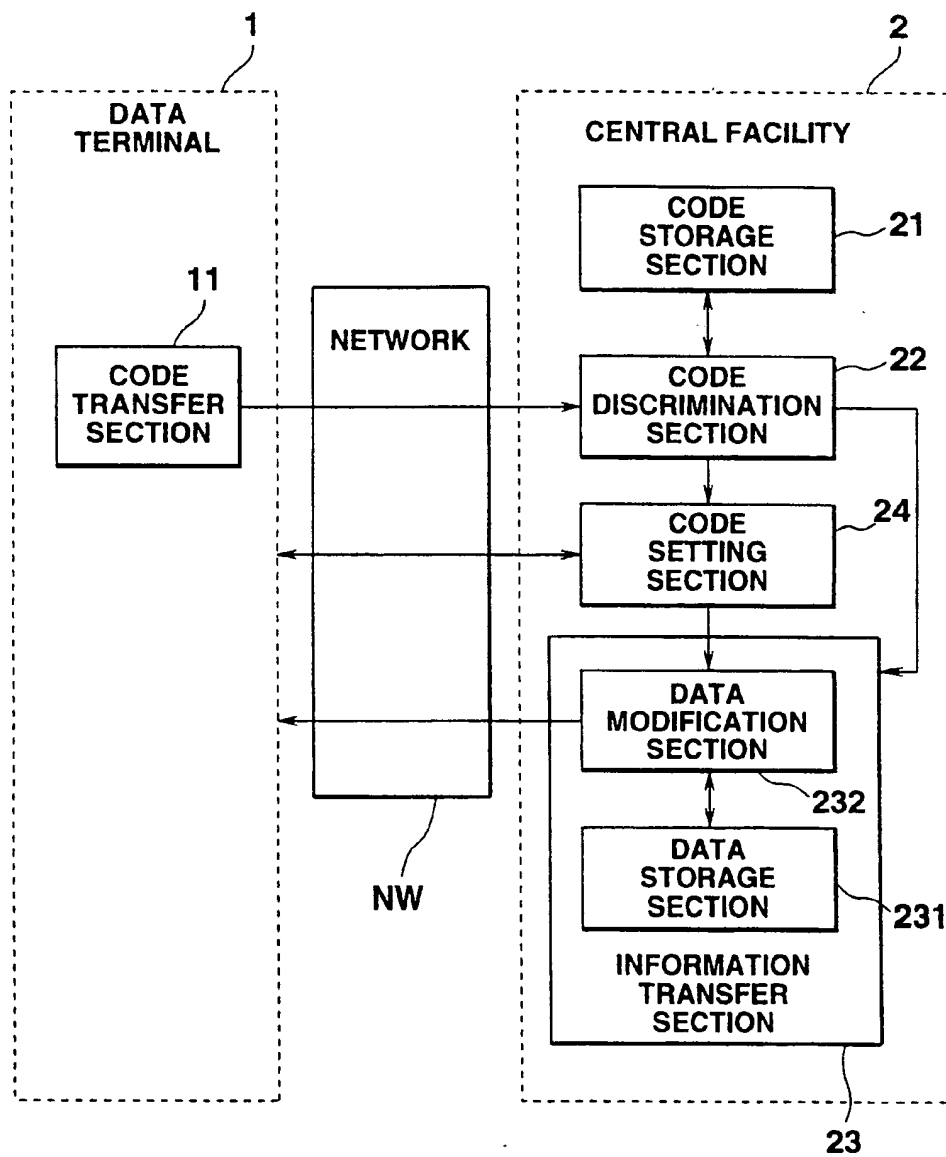 1
2
DATA
TERMINAL
CENTRAL FACILITY
CODE
STORAGE
SECTION
21
11
NETWORK
CODE
TRANSFER
SECTION
CODE
DISCRIMINATION
SECTION
22
CODE
SETTING
SECTION
24
DATA
MODIFICATION
SECTION
232
NW
DATA
STORAGE
SECTION
231
INFORMATION
TRANSFER
SECTION
23